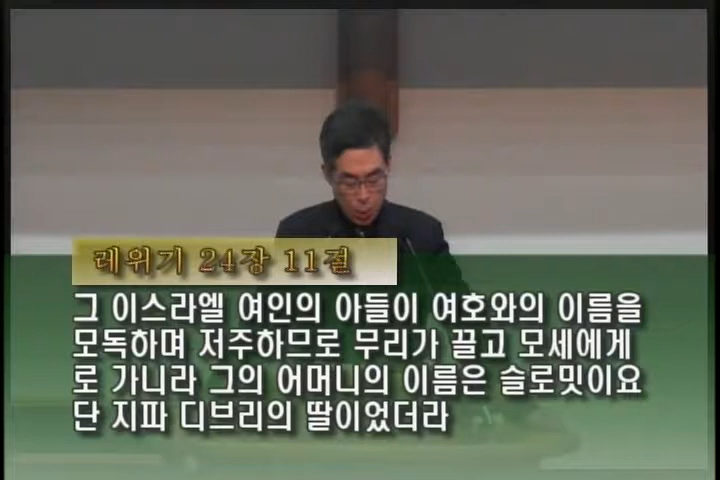 레위기 24장 11절
그 이스라엘 여인의 아들이 여호와의 이름을
모독하며 저주하므로 무리가 끌고 모세에게
로 가니라 그의 어머니의 이름은 슬로밋이요
단 지파 디브리의 딸이었더라